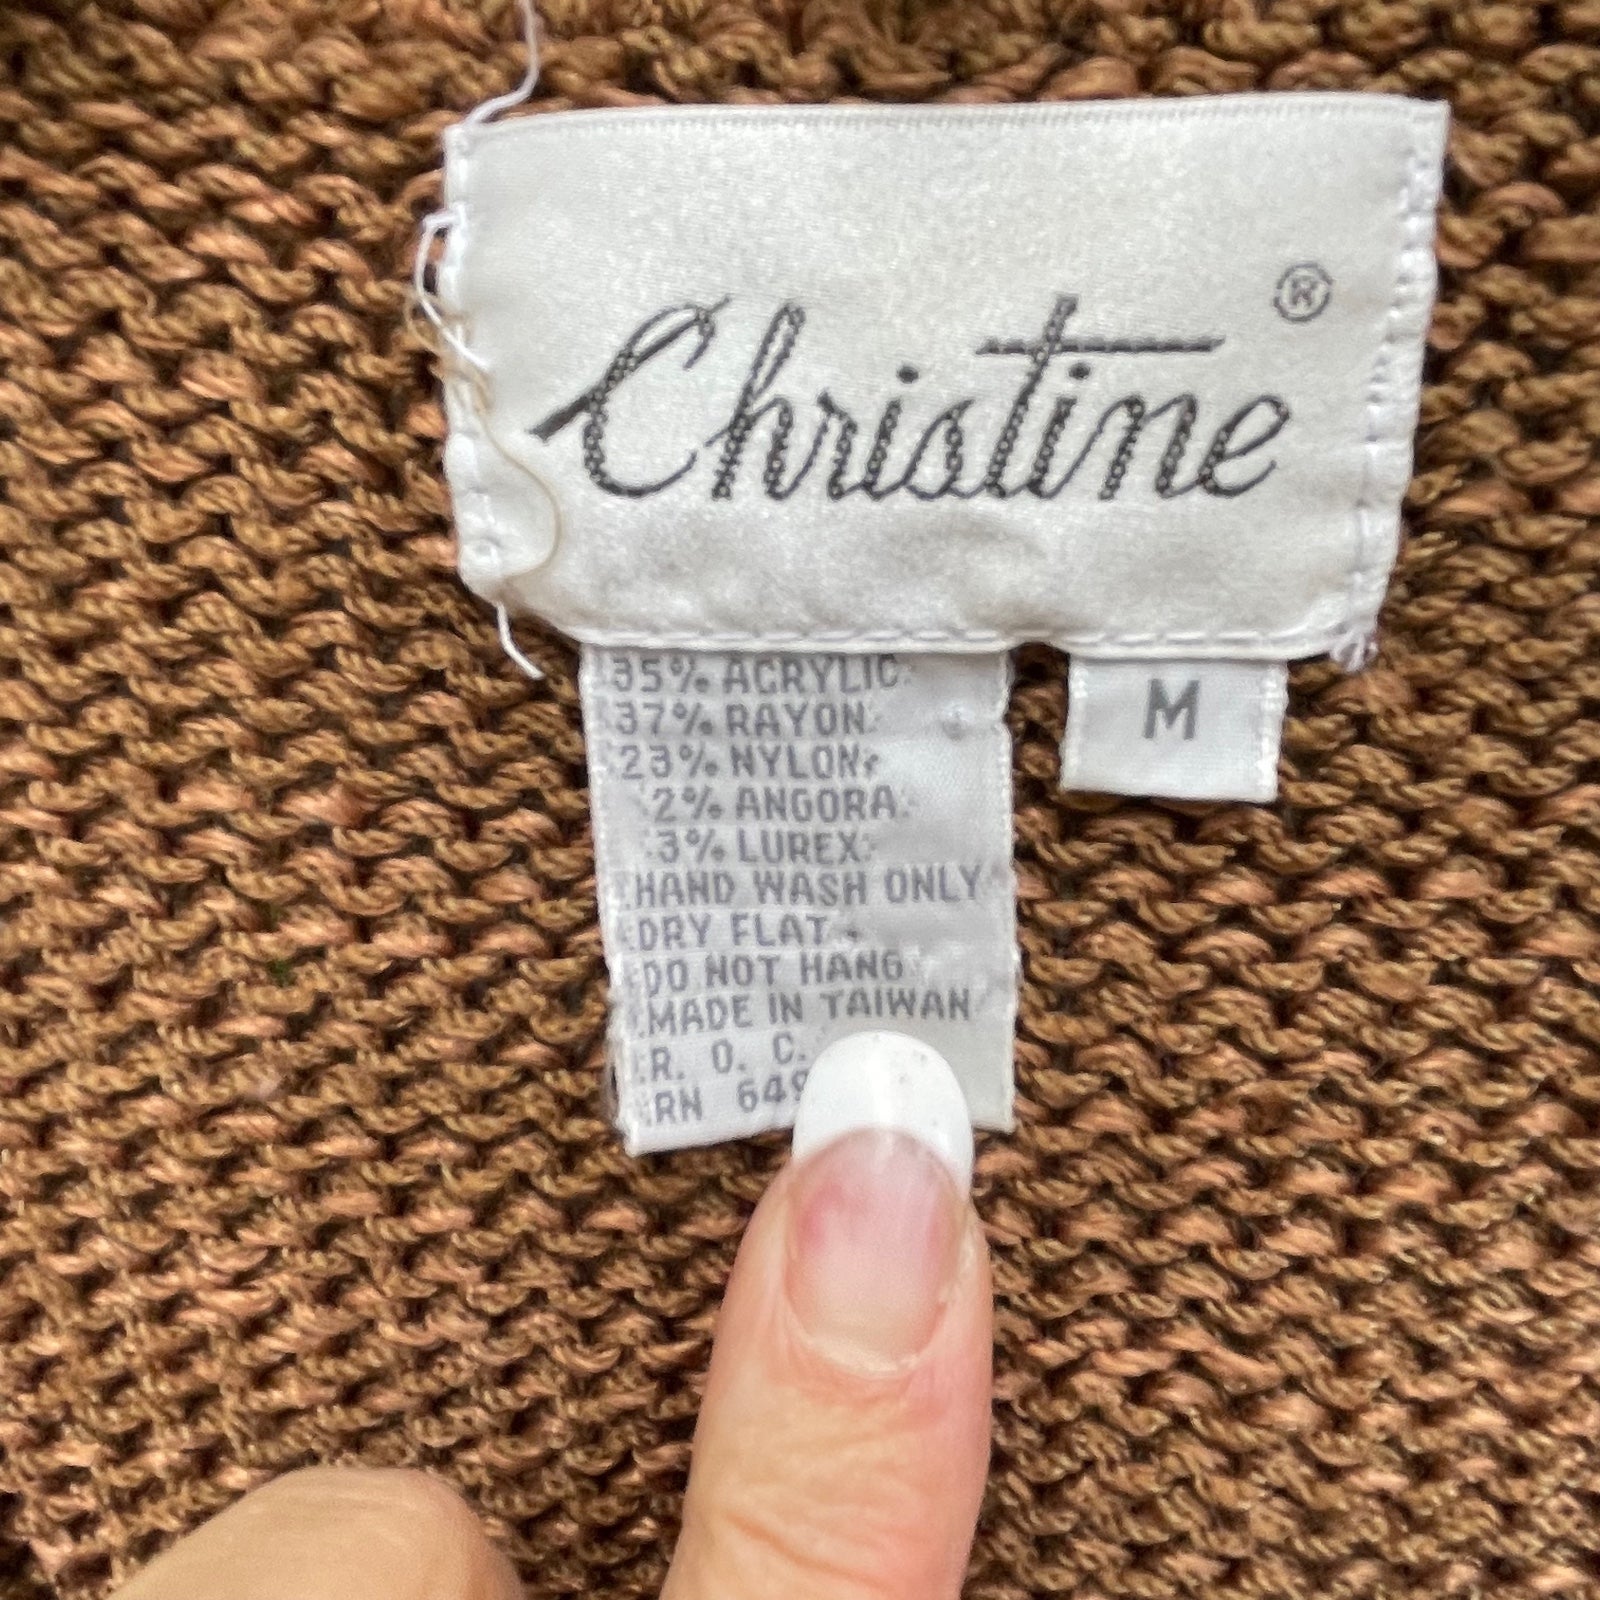 Christine ®
M
35% ACRYLIC
37% RAYON
23% NYLON
2% ANGORA
3% LUREX
HAND WASH ONLY
DRY FLAT
DO NOT HANG
MADE IN TAIWAN
R. O. C.
RN